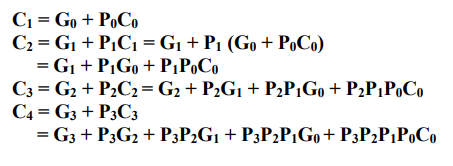 C₁ = G₀ + P₀C₀
C₂ = G₁ + P₁C₁ = G₁ + P₁ (G₀ + P₀C₀)
= G₁ + P₁G₀ + P₁P₀C₀
C₃ = G₂ + P₂C₂ = G₂ + P₂G₁ + P₂P₁G₀ + P₂P₁P₀C₀
C₄ = G₃ + P₃C₃
= G₃ + P₃G₂ + P₃P₂G₁ + P₃P₂P₁G₀ + P₃P₂P₁P₀C₀